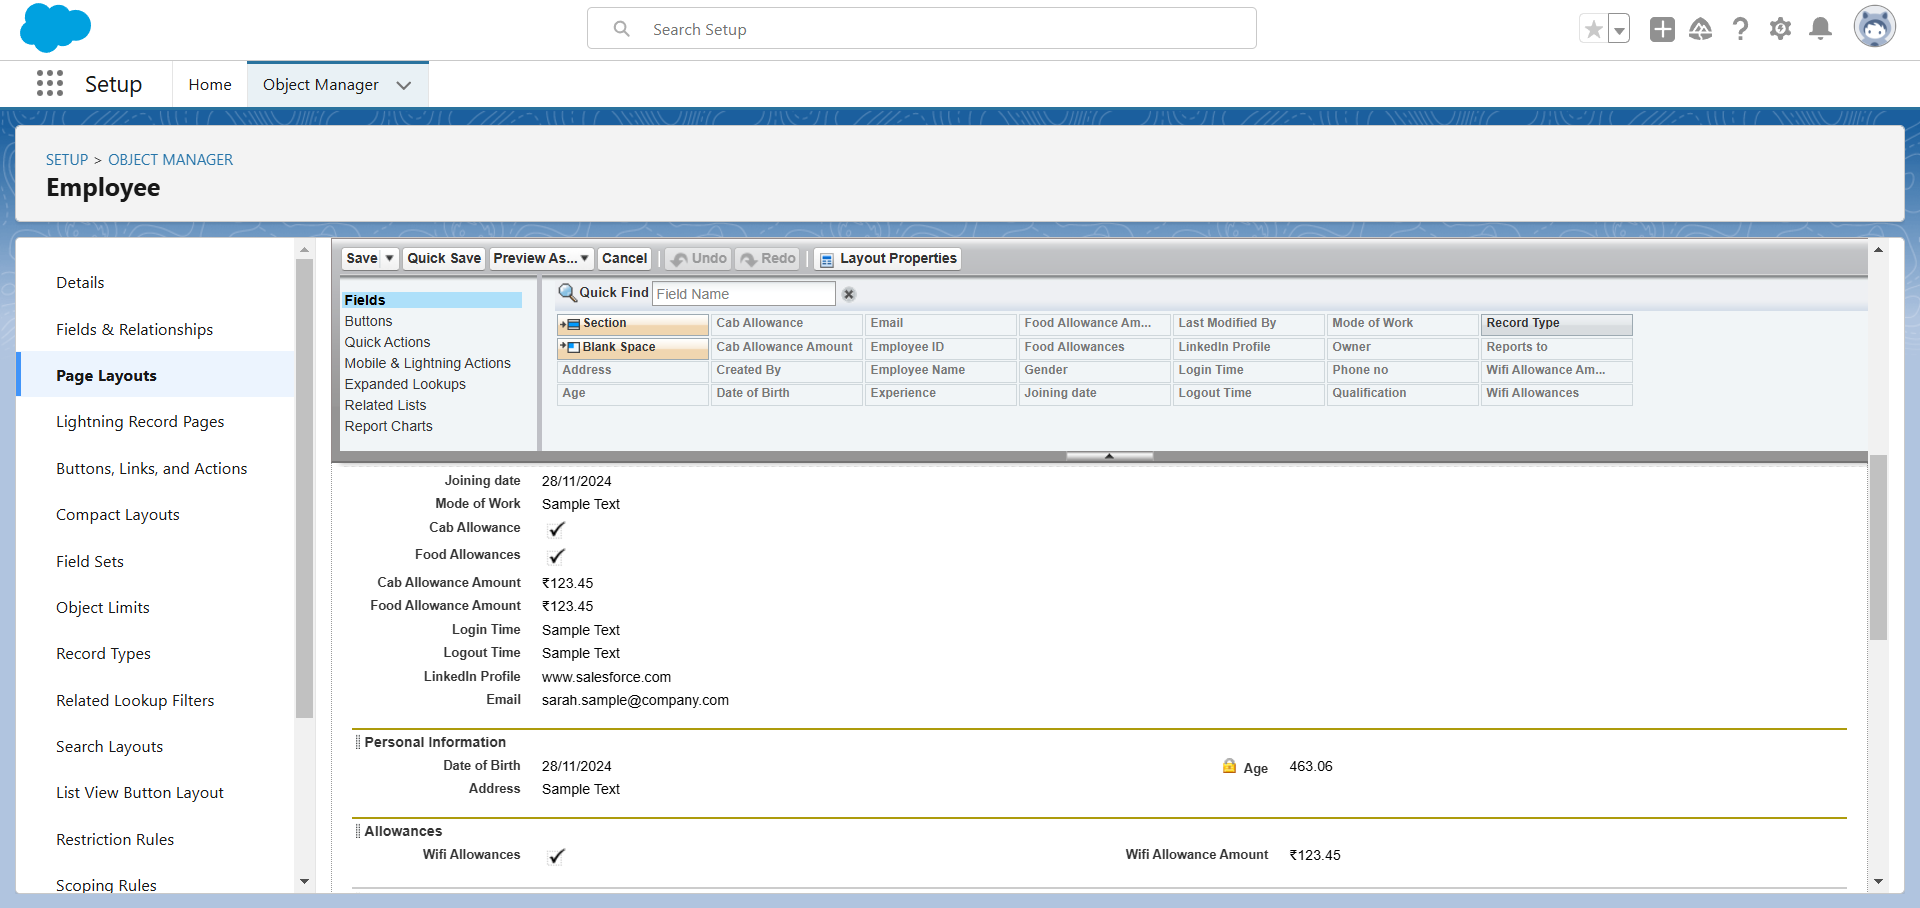 Search Setup
Setup
Home
Object Manager
SETUP > OBJECT MANAGER
Employee
Details
Fields & Relationships
Page Layouts
Lightning Record Pages
Buttons, Links, and Actions
Compact Layouts
Field Sets
Object Limits
Record Types
Related Lookup Filters
Search Layouts
List View Button Layout
Restriction Rules
Scoping Rules
Save Quick Save Preview As... Cancel Undo Redo Layout Properties
Fields
Buttons
Quick Actions
Mobile & Lightning Actions
Expanded Lookups
Related Lists
Report Charts
Quick Find Field Name
Section Cab Allowance Email Food Allowance Am... Last Modified By Mode of Work Record Type
Blank Space Cab Allowance Amount Employee ID Food Allowances LinkedIn Profile Owner Reports to
Address Created By Employee Name Gender Login Time Phone no Wifi Allowance Am...
Age Date of Birth Experience Joining date Logout Time Qualification Wifi Allowances
Joining date 28/11/2024
Mode of Work Sample Text
Cab Allowance
Food Allowances
Cab Allowance Amount ₹123.45
Food Allowance Amount ₹123.45
Login Time Sample Text
Logout Time Sample Text
LinkedIn Profile www.salesforce.com
Email sarah.sample@company.com
Personal Information
Date of Birth 28/11/2024 Age 463.06
Address Sample Text
Allowances
Wifi Allowances Wifi Allowance Amount ₹123.45